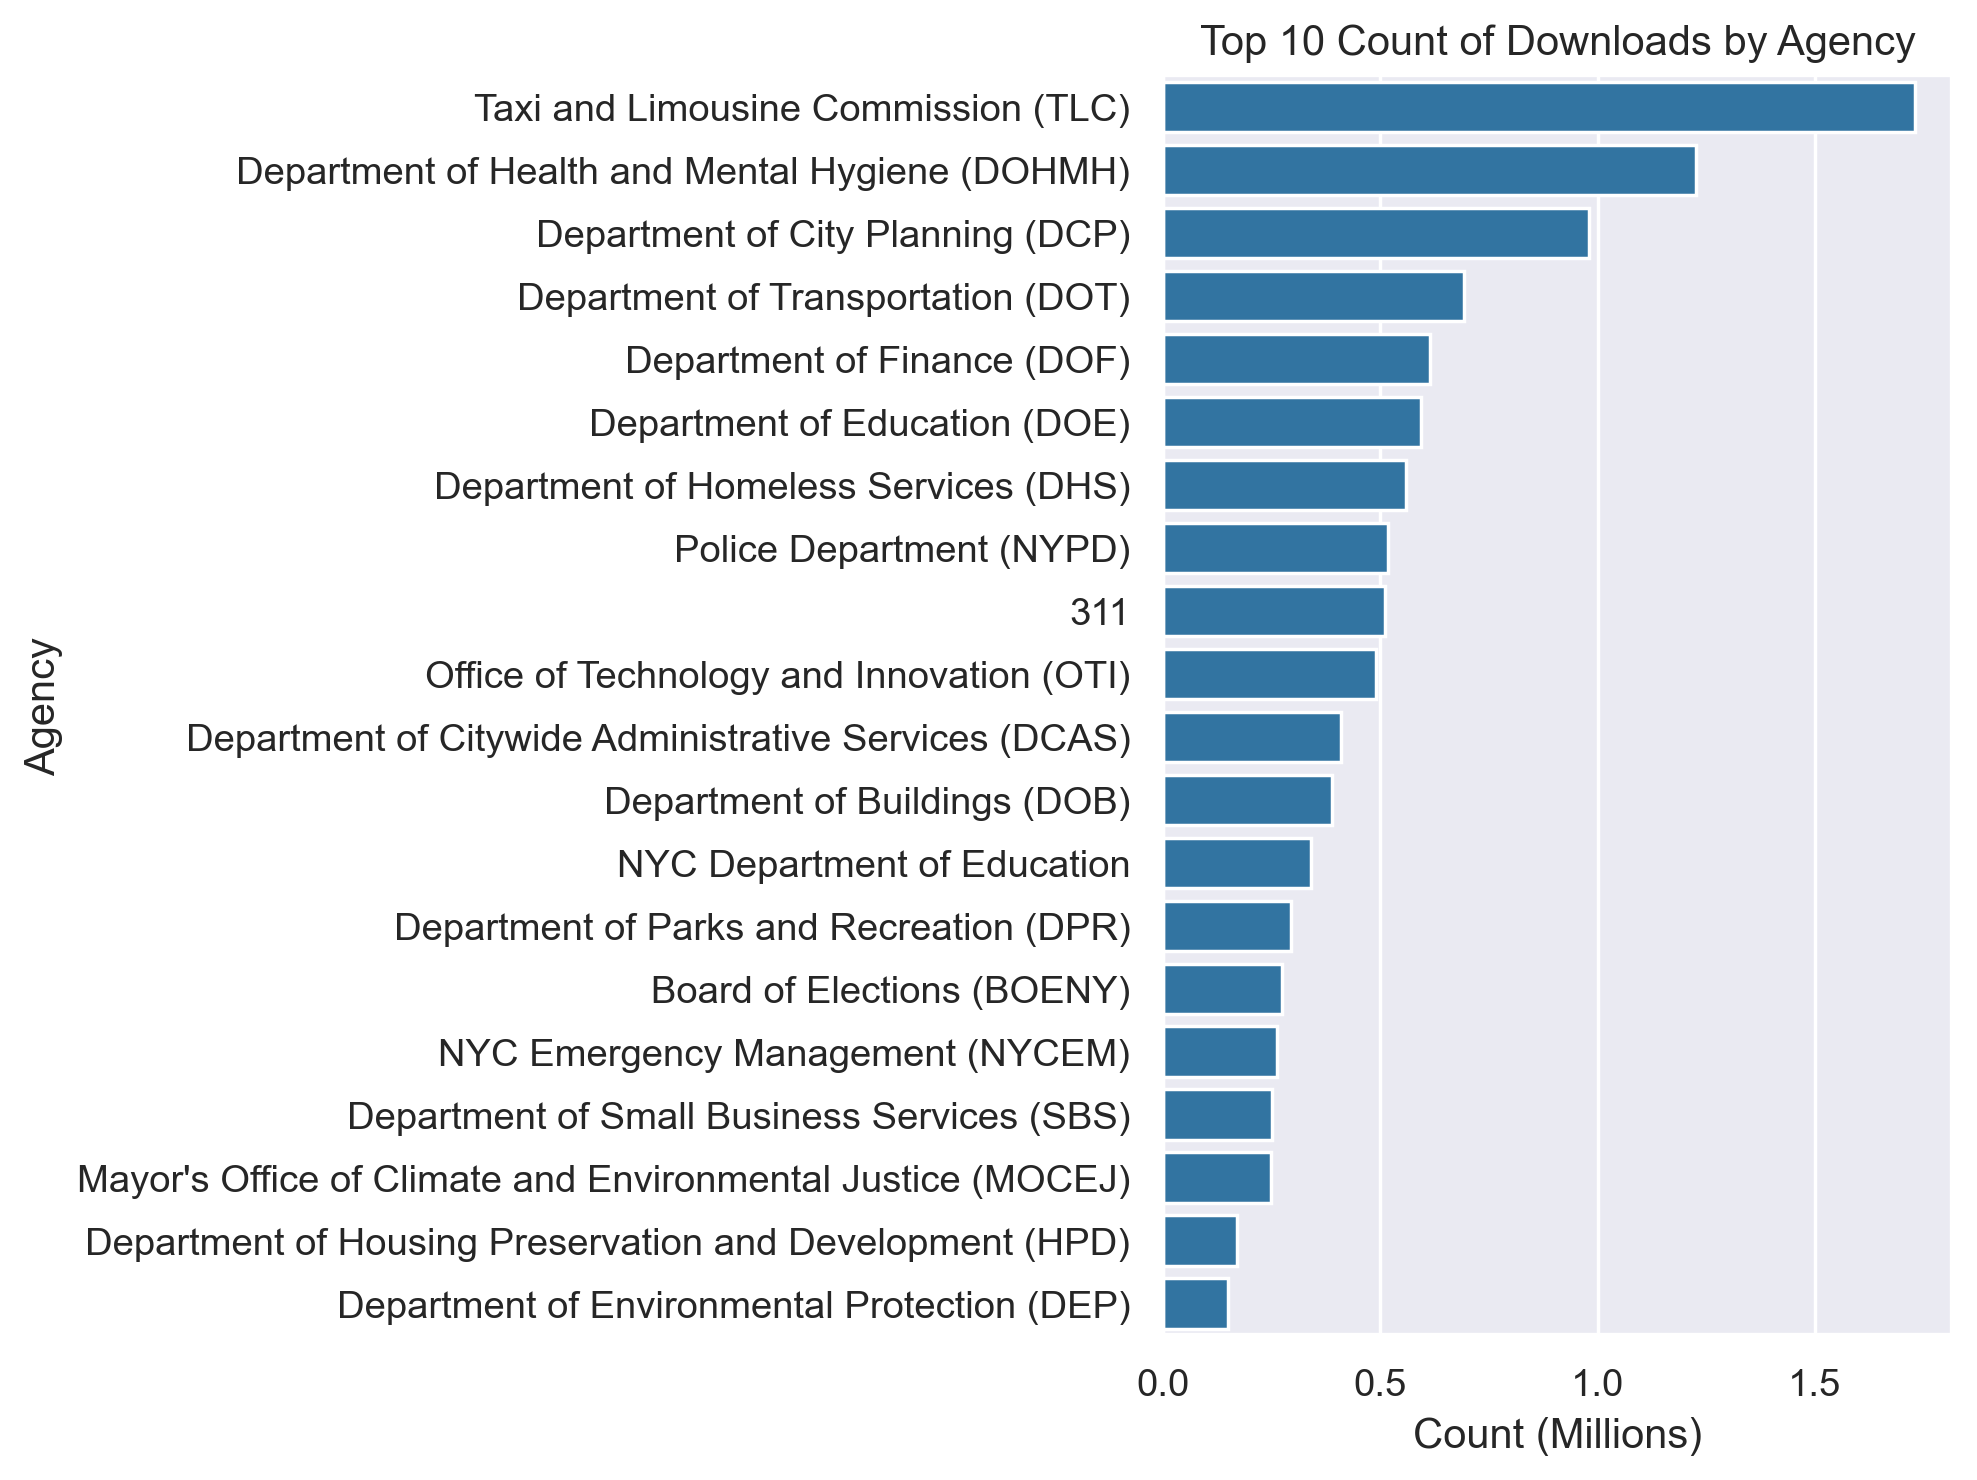 Top 10 Count of Downloads by Agency
Taxi and Limousine Commission (TLC)
Department of Health and Mental Hygiene (DOHMH)
Department of City Planning (DCP)
Department of Transportation (DOT)
Department of Finance (DOF)
Department of Education (DOE)
Department of Homeless Services (DHS)
Police Department (NYPD)
311
Office of Technology and Innovation (OTI)
Department of Citywide Administrative Services (DCAS)
Department of Buildings (DOB)
NYC Department of Education
Department of Parks and Recreation (DPR)
Board of Elections (BOENY)
NYC Emergency Management (NYCEM)
Department of Small Business Services (SBS)
Mayor's Office of Climate and Environmental Justice (MOCEJ)
Department of Housing Preservation and Development (HPD)
Department of Environmental Protection (DEP)
Agency
0.0 0.5 1.0 1.5
Count (Millions)